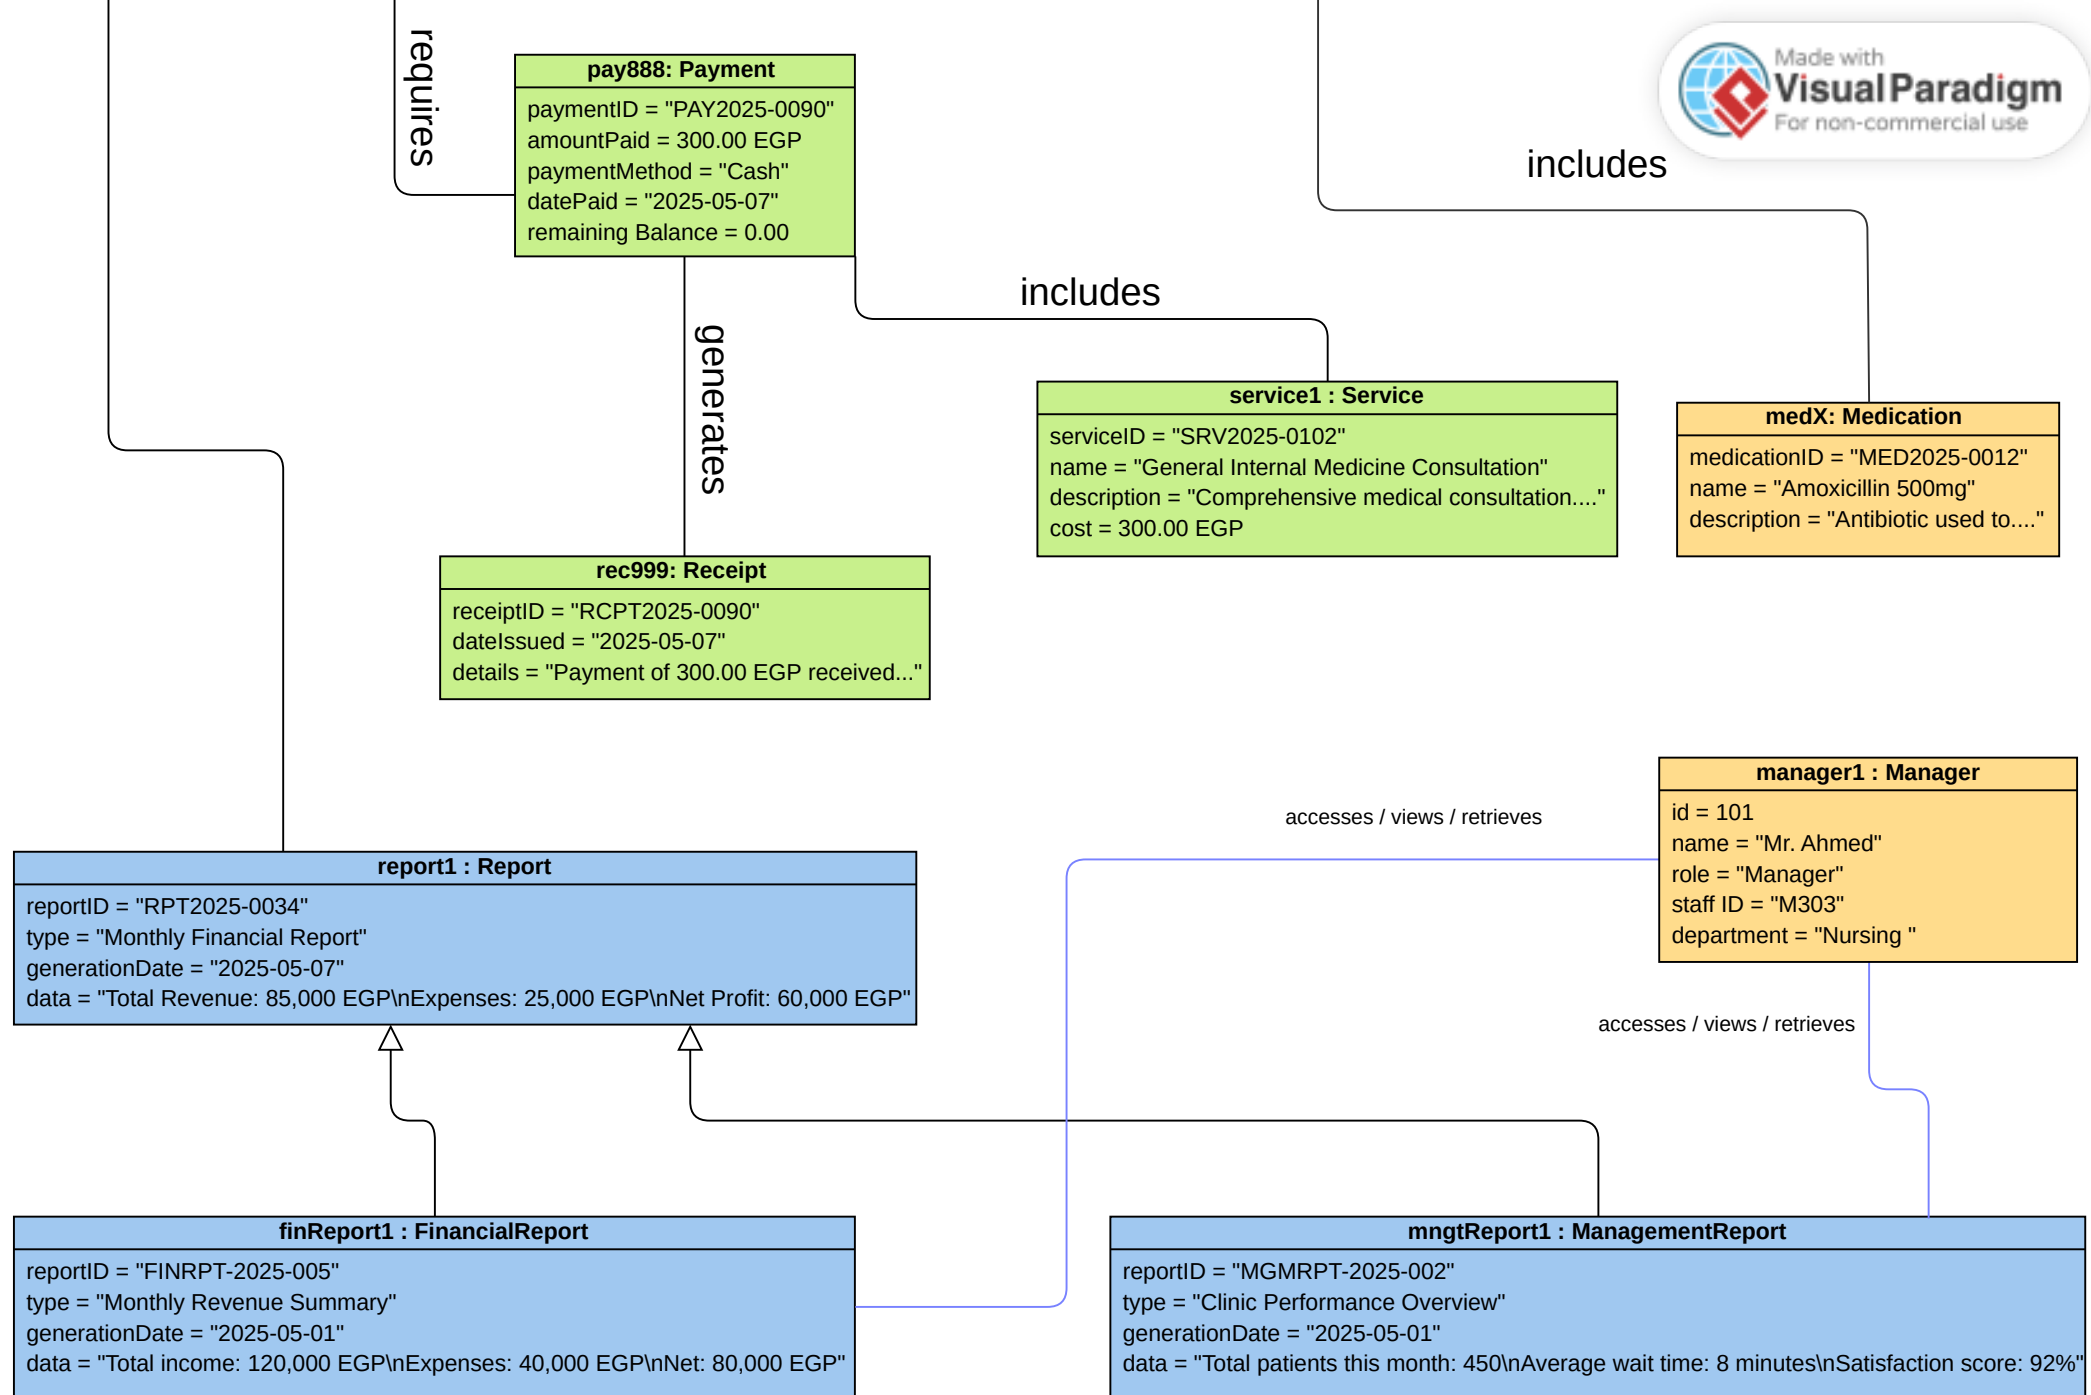 requires
pay888: Payment
paymentID = "PAY2025-0090"
amountPaid = 300.00 EGP
paymentMethod = "Cash"
datePaid = "2025-05-07"
remaining Balance = 0.00
Made with
Visual Paradigm
For non-commercial use
includes
includes
generates
service1 : Service
serviceID = "SRV2025-0102"
name = "General Internal Medicine Consultation"
description = "Comprehensive medical consultation...."
cost = 300.00 EGP
medX: Medication
medicationID = "MED2025-0012"
name = "Amoxicillin 500mg"
description = "Antibiotic used to...."
rec999: Receipt
receiptID = "RCPT2025-0090"
dateIssued = "2025-05-07"
details = "Payment of 300.00 EGP received..."
manager1 : Manager
id = 101
name = "Mr. Ahmed"
role = "Manager"
staff ID = "M303"
department = "Nursing "
accesses / views / retrieves
report1 : Report
reportID = "RPT2025-0034"
type = "Monthly Financial Report"
generationDate = "2025-05-07"
data = "Total Revenue: 85,000 EGP\nExpenses: 25,000 EGP\nNet Profit: 60,000 EGP"
accesses / views / retrieves
finReport1 : FinancialReport
reportID = "FINRPT-2025-005"
type = "Monthly Revenue Summary"
generationDate = "2025-05-01"
data = "Total income: 120,000 EGP\nExpenses: 40,000 EGP\nNet: 80,000 EGP"
mngtReport1 : ManagementReport
reportID = "MGMRPT-2025-002"
type = "Clinic Performance Overview"
generationDate = "2025-05-01"
data = "Total patients this month: 450\nAverage wait time: 8 minutes\nSatisfaction score: 92%"